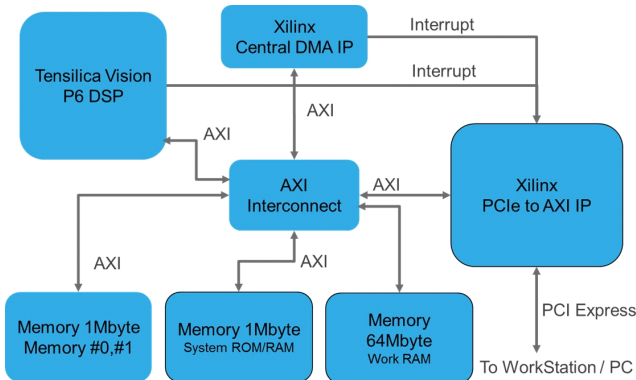 Xilinx
Central DMA IP
Interrupt
Tensilica Vision
P6 DSP
Interrupt
AXI
AXI
AXI
Interconnect
AXI
Xilinx
PCIe to AXI IP
AXI
AXI
Memory 1Mbyte
Memory #0,#1
Memory 1Mbyte
System ROM/RAM
Memory
64Mbyte
Work RAM
PCI Express
To WorkStation / PC